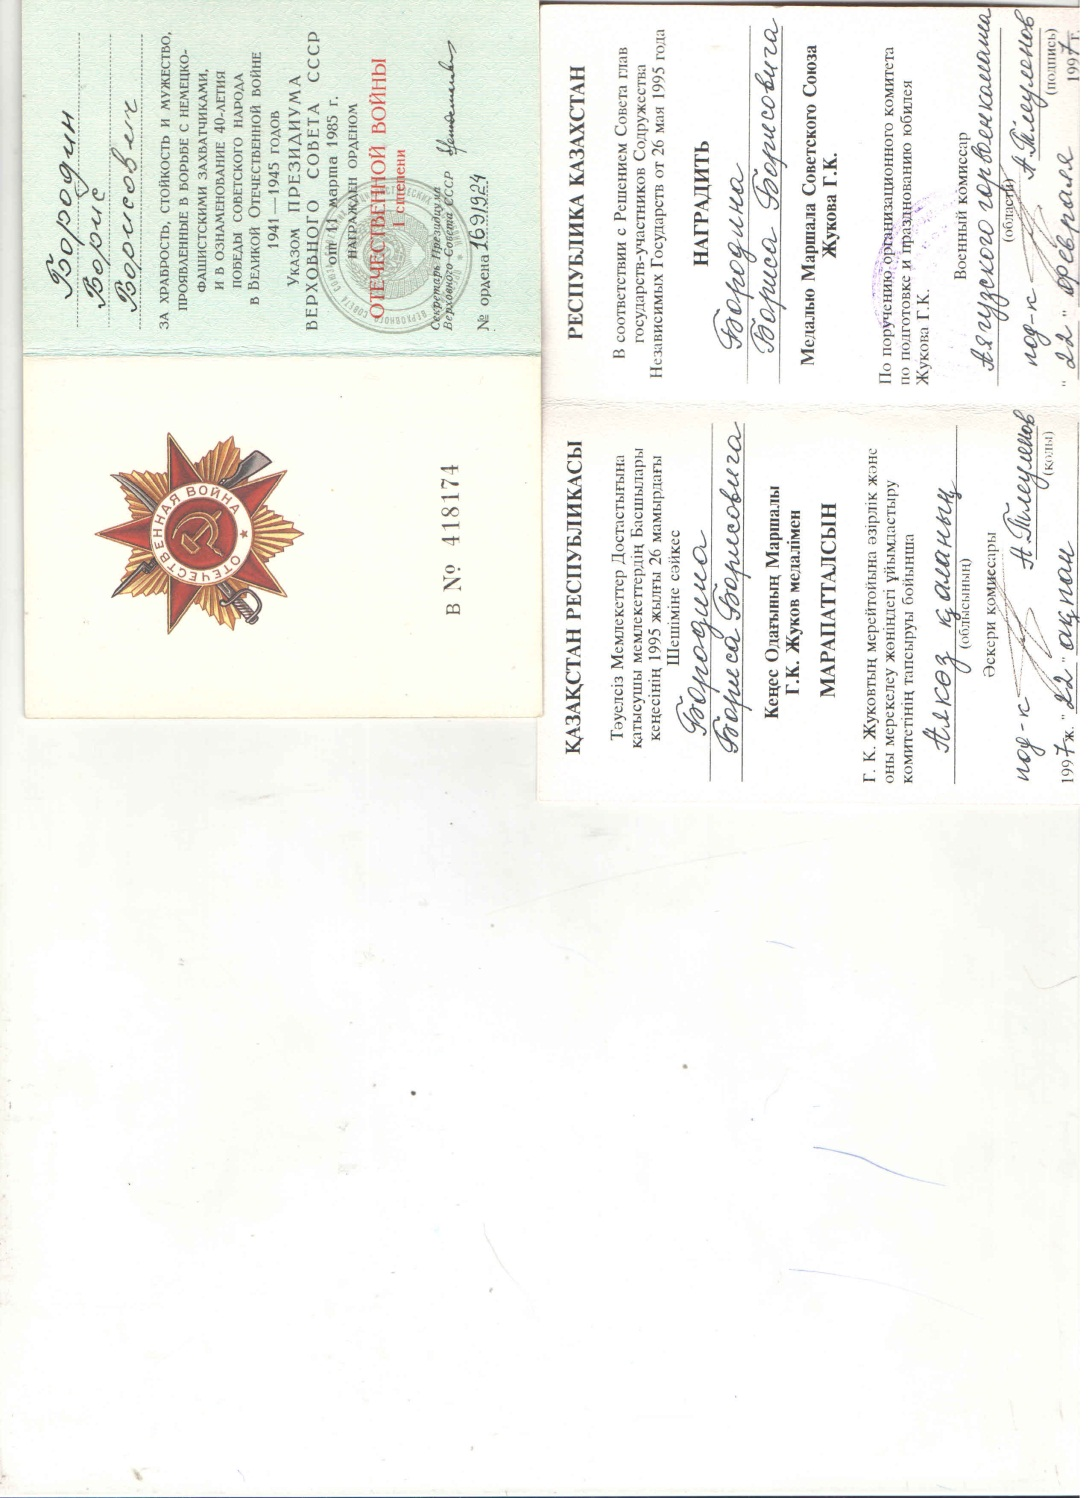 ОТЕЧЕСТВЕННАЯ ВОЙНА
В № 418174
Бородин
Борис
Борисович
ЗА ХРАБРОСТЬ, СТОЙКОСТЬ И МУЖЕСТВО,
ПРОЯВЛЕННЫЕ В БОРЬБЕ С НЕМЕЦКО-
ФАШИСТСКИМИ ЗАХВАТЧИКАМИ,
И В ОЗНАМЕНОВАНИЕ 40-ЛЕТИЯ
ПОБЕДЫ СОВЕТСКОГО НАРОДА
В ВЕЛИКОЙ ОТЕЧЕСТВЕННОЙ ВОЙНЕ
1941—1945 ГОДОВ
УКАЗОМ ПРЕЗИДИУМА
ВЕРХОВНОГО СОВЕТА СССР
от 11 марта 1985 г.
НАГРАЖДЕН ОРДЕНОМ
ОТЕЧЕСТВЕННОЙ ВОЙНЫ
I степени
Секретарь Президиума
Верховного Совета СССР
№ ордена 1691924
ҚАЗАҚСТАН РЕСПУБЛИКАСЫ
Тәуелсіз Мемлекеттер Достастығына
қатысушы мемлекеттердің Басшылары
кеңесінің 1995 жылғы 26 мамырдағы
Шешіміне сәйкес
Бородина
Бориса Борисовича
Кеңес Одағының Маршалы
Г.К. Жуков медалімен
МАРАПАТТАЛСЫН
Г. К. Жуковтың мерейтойына әзірлік және
оны мерекелеу жөніндегі ұйымдастыру
комитетінің тапсыруы бойынша
Аякөз қаланың
(облысының)
Әскери комиссары
под-к А. Тлеуленов
(қолы)
1997 ж. "22" ақпан
РЕСПУБЛИКА КАЗАХСТАН
В соответствии с Решением Совета глав
государств-участников Содружества
Независимых Государств от 26 мая 1995 года
НАГРАДИТЬ
Бородина
Бориса Борисовича
Медалью Маршала Советского Союза
Жукова Г.К.
По поручению организационного комитета
по подготовке и празднованию юбилея
Жукова Г.К.
Военный комиссар
Аягузского горвоенкомата
(области)
под-к А. Тлеуленов
(подпись)
"22" февраля 1997 г.